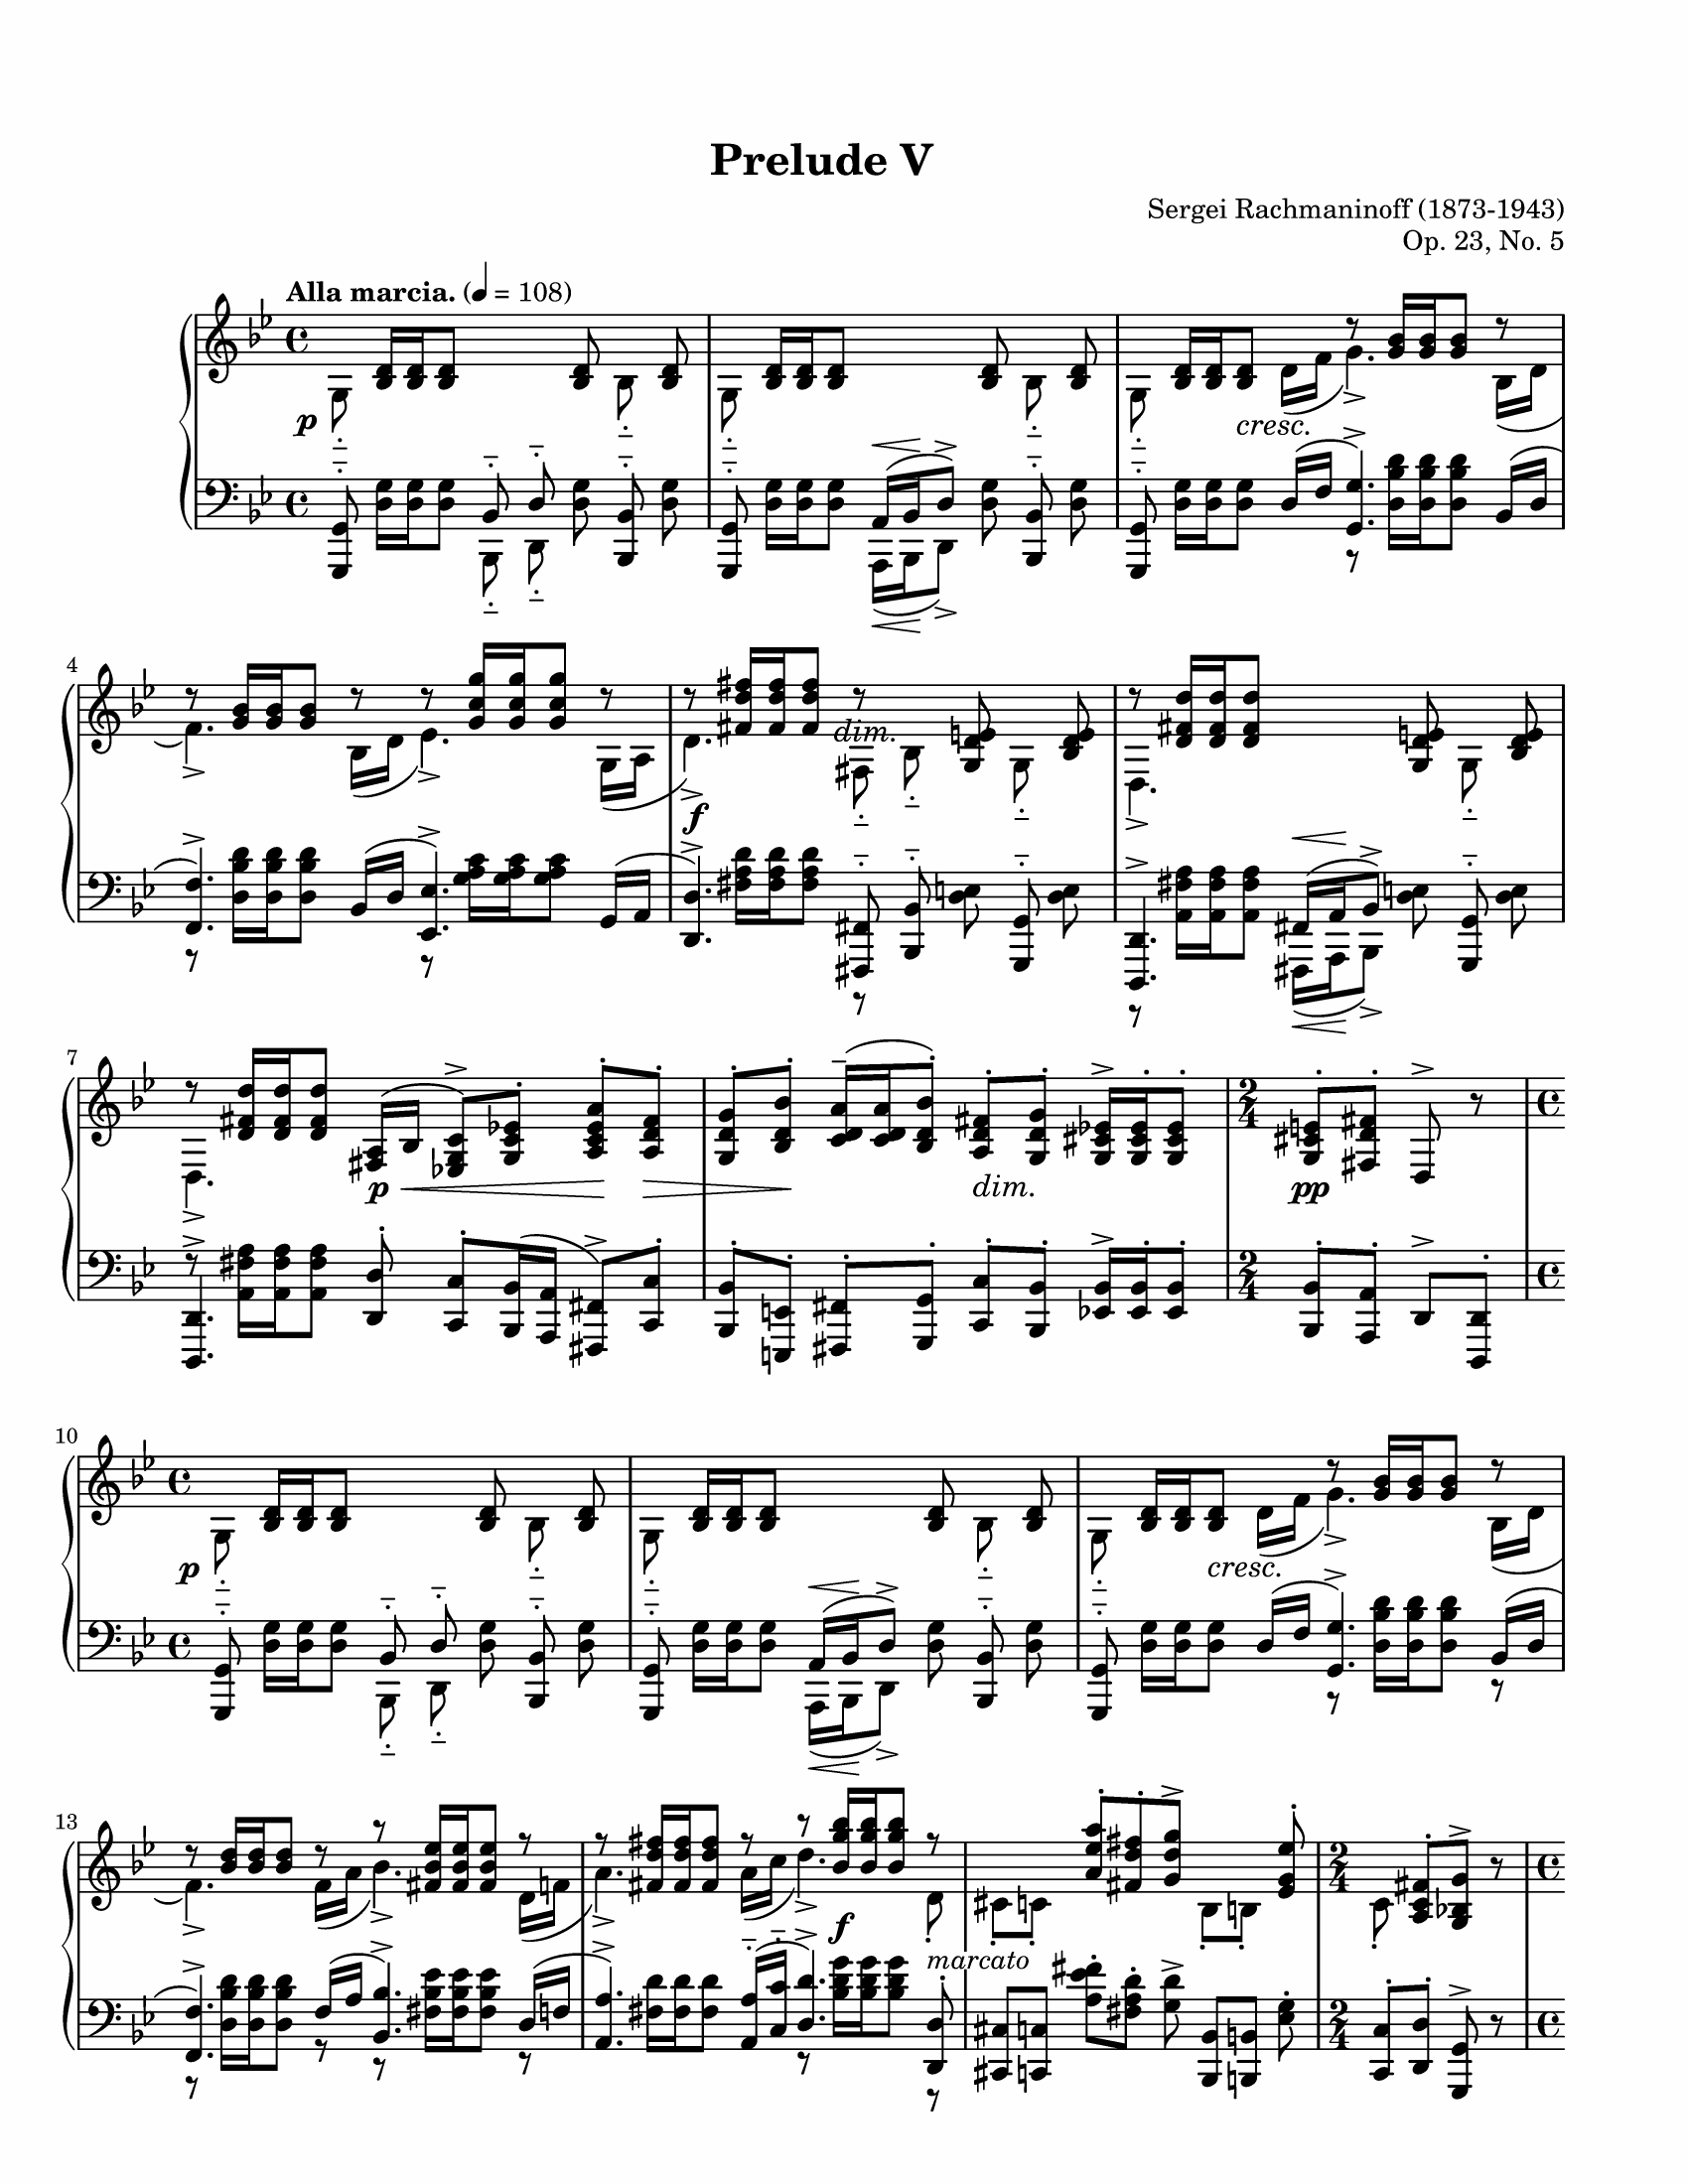 Prelude V
Sergei Rachmaninoff (1873-1943)
Op. 23, No. 5
Alla marcia. (♩ = 108)
p
cresc.
4
dim.
f
7
p
dim.
pp
10
p
cresc.
13
f
marcato